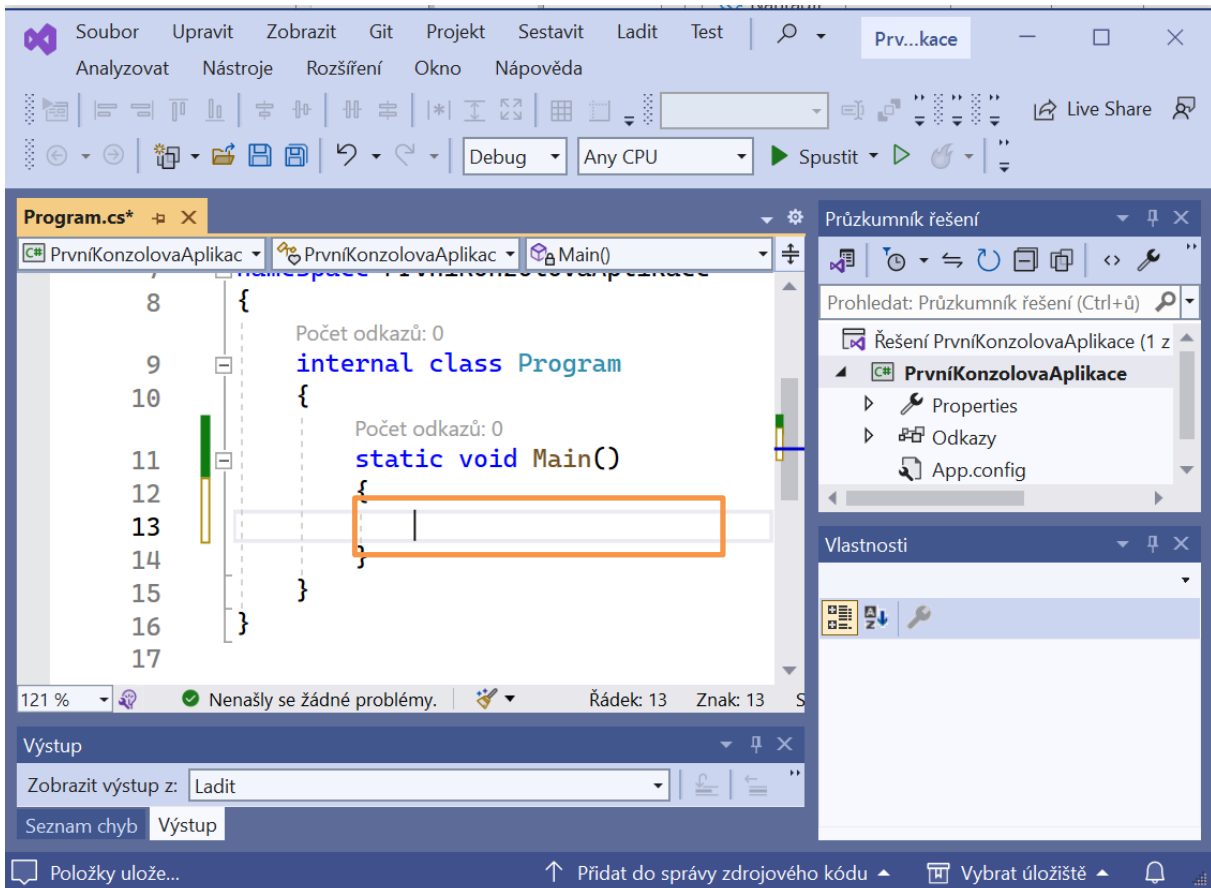 Soubor Upravit Zobrazit Git Projekt Sestavit Ladit Test Prv...kace
Analyzovat Nástroje Rozšíření Okno Nápověda
Live Share
Debug Any CPU Spustit
Program.cs*
C# PrvníKonzolovaAplikac PrvníKonzolovaAplikac Main()
7 namespace PrvníKonzolovaAplikace
8 {
Počet odkazů: 0
9 internal class Program
10 {
Počet odkazů: 0
11 static void Main()
12 {
13
14 }
15 }
16 }
17
121 % Nenašly se žádné problémy. Řádek: 13 Znak: 13 S
Výstup
Zobrazit výstup z: Ladit
Seznam chyb Výstup
Průzkumník řešení
Prohledat: Průzkumník řešení (Ctrl+ů)
Řešení PrvníKonzolovaAplikace (1 z
C# PrvníKonzolovaAplikace
Properties
Odkazy
App.config
Vlastnosti
Položky ulože... Přidat do správy zdrojového kódu Vybrat úložiště